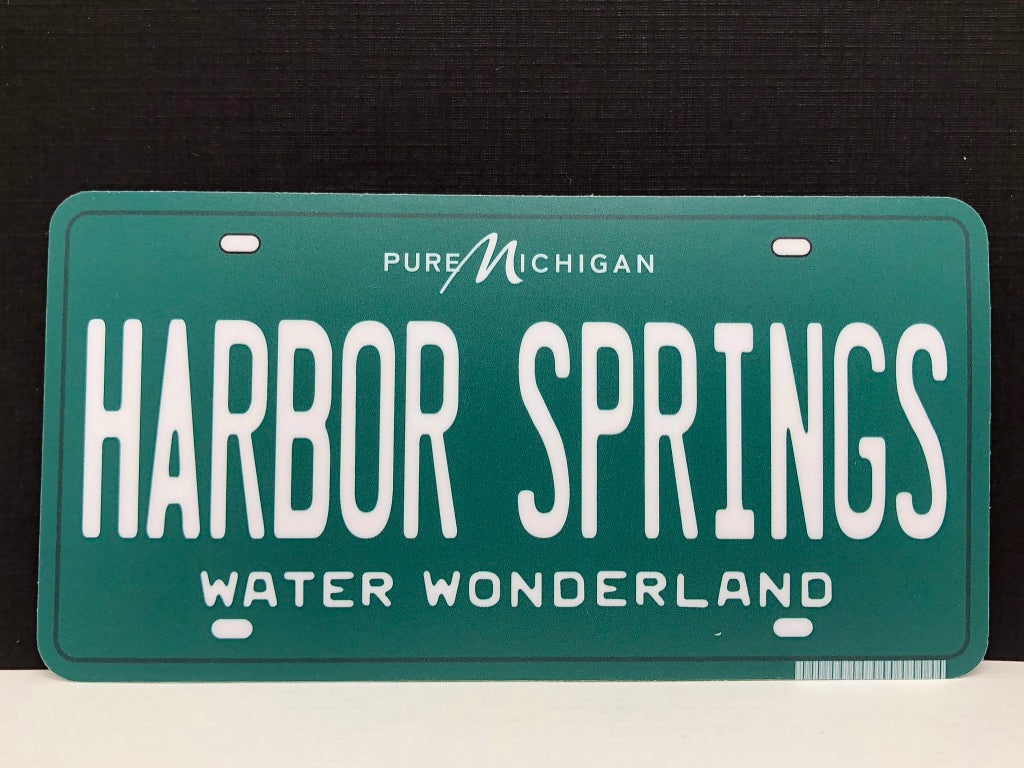 PURE MICHIGAN
HARBOR SPRINGS
WATER WONDERLAND